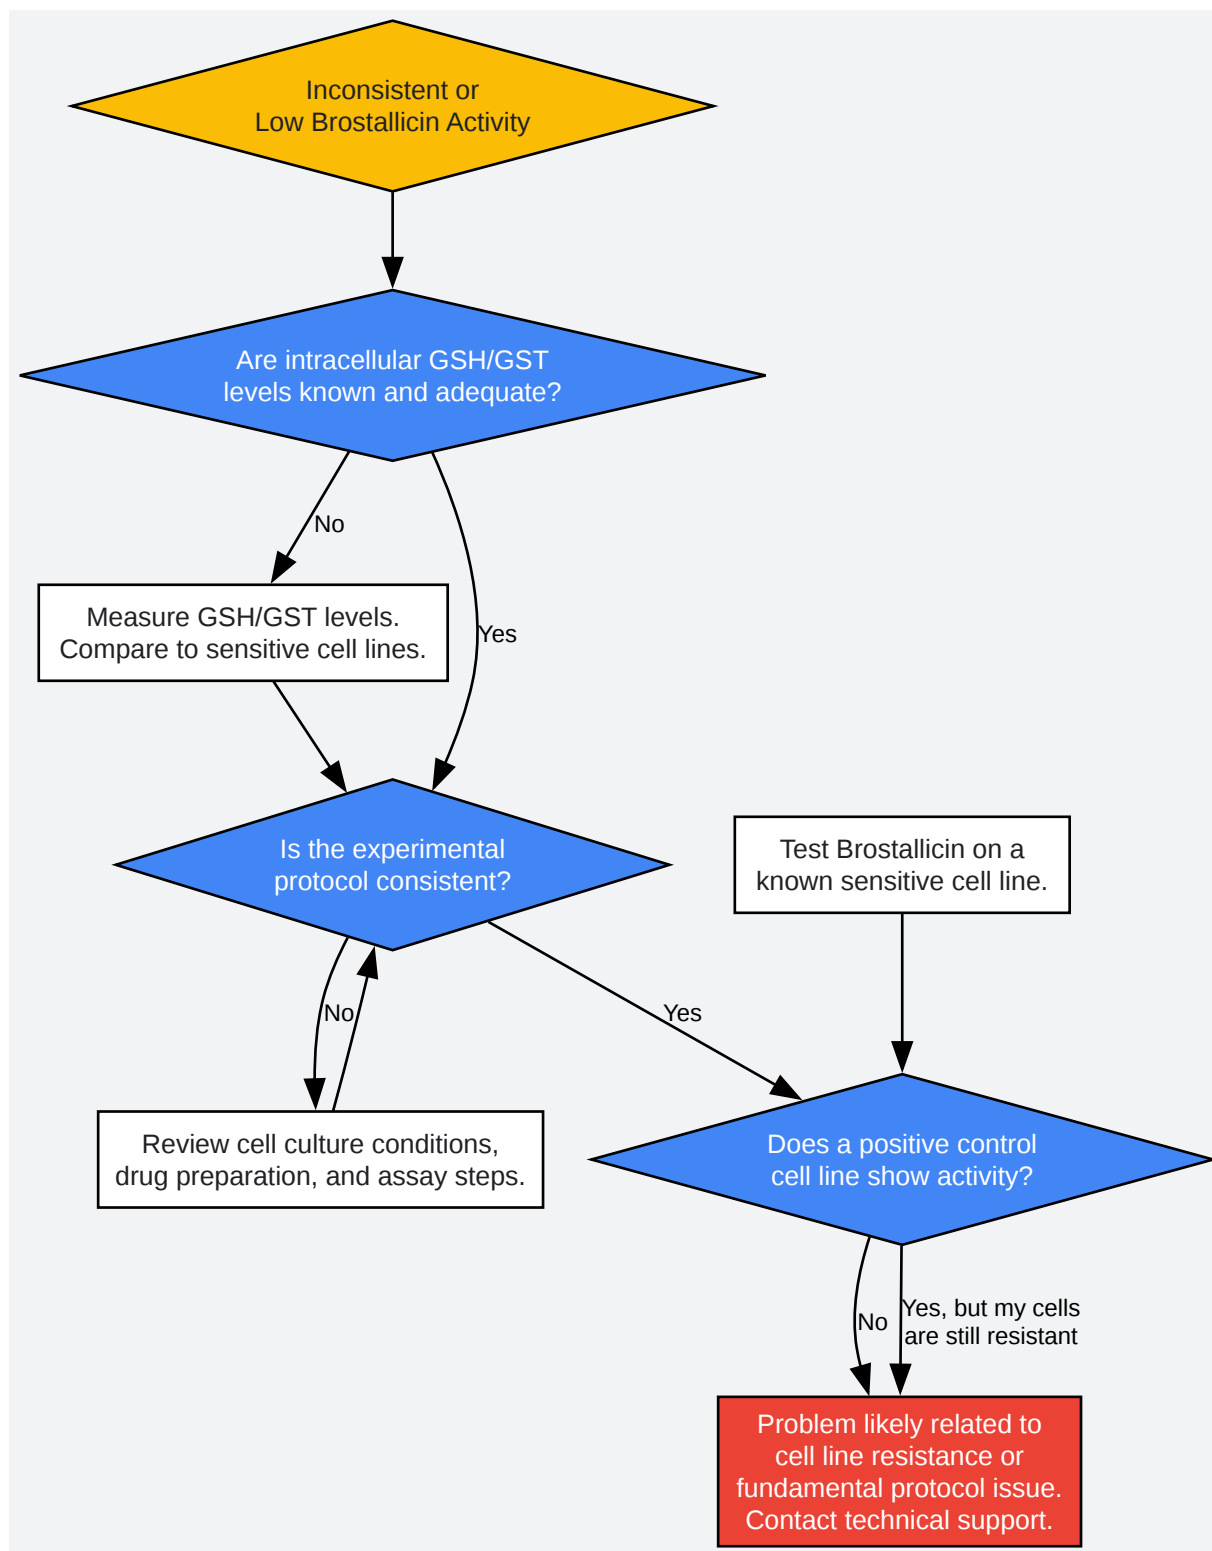 Inconsistent or
Low Brostallicin Activity
Are intracellular GSH/GST
levels known and adequate?
No
Yes
Measure GSH/GST levels.
Compare to sensitive cell lines.
Is the experimental
protocol consistent?
Test Brostallicin on a
known sensitive cell line.
No
Yes
Review cell culture conditions,
drug preparation, and assay steps.
Does a positive control
cell line show activity?
No
Yes, but my cells
are still resistant
Problem likely related to
cell line resistance or
fundamental protocol issue.
Contact technical support.